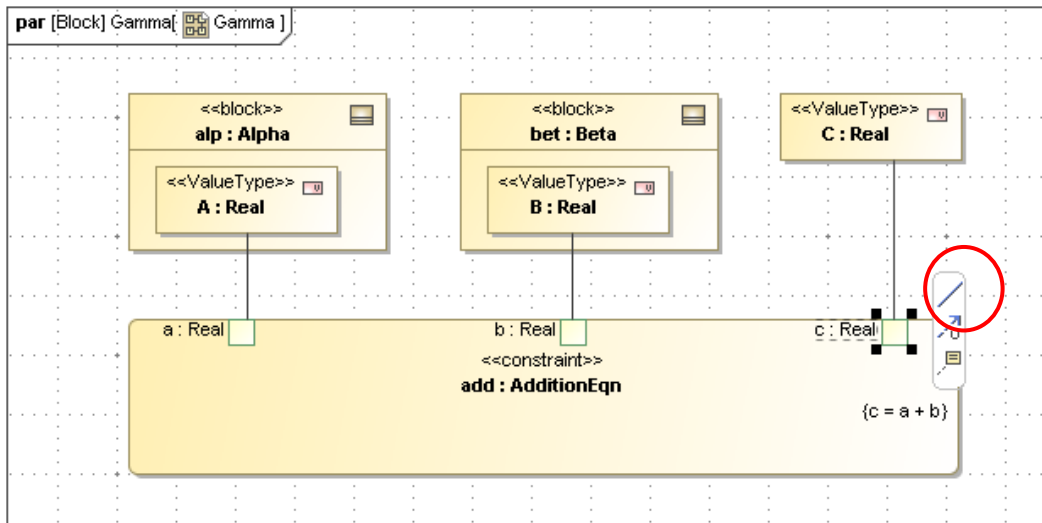 par [Block] Gamma[ Gamma ]
<<block>>
alp : Alpha
<<ValueType>>
A : Real
<<block>>
bet : Beta
<<ValueType>>
B : Real
<<ValueType>>
C : Real
a : Real
b : Real
c : Real
<<constraint>>
add : AdditionEqn
{c = a + b}